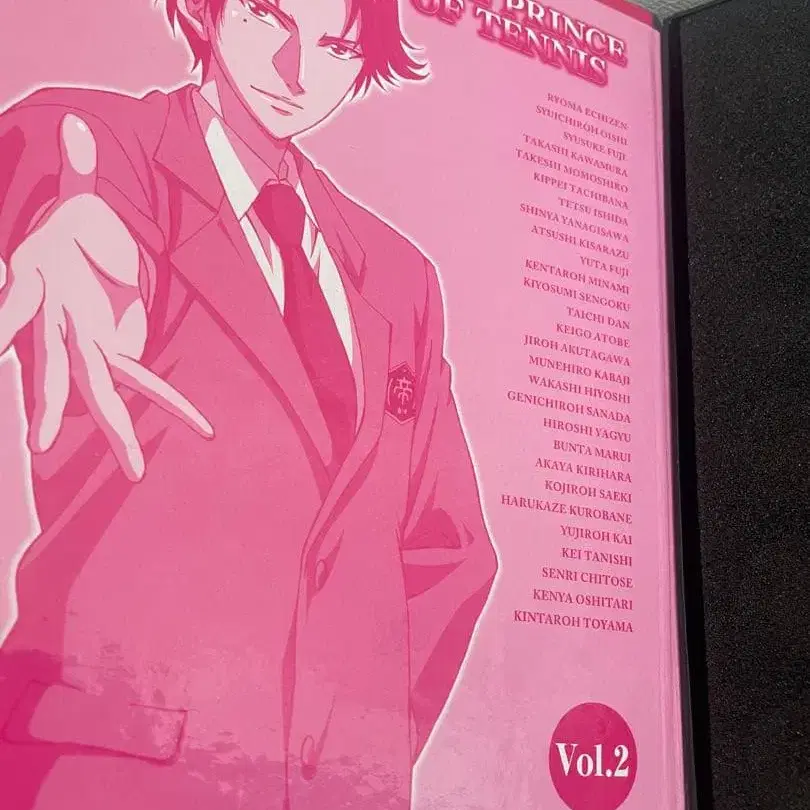 PRINCE
OF TENNIS
RYOMA ECHIZEN
SYUICHIROH OISHI
SYUSUKE FUJI
TAKASHI KAWAMURA
TAKESHI MOMOSHIRO
KIPPEI TACHIBANA
TETSU ISHIDA
SHINYA YANAGISAWA
ATSUSHI KISARAZU
YUTA FUJI
KENTAROH MINAMI
KIYOSUMI SENGOKU
TAICHI DAN
KEIGO ATOBE
JIROH AKUTAGAWA
MUNEHIRO KABAJI
WAKASHI HIYOSHI
GENICHIROH SANADA
HIROSHI YAGYU
BUNTA MARUI
AKAYA KIRIHARA
KOJIROH SAEKI
HARUKAZE KUROBANE
YUJIROH KAI
KEI TANISHI
SENRI CHITOSE
KENYA OSHITARI
KINTAROH TOYAMA
帝
Vol.2